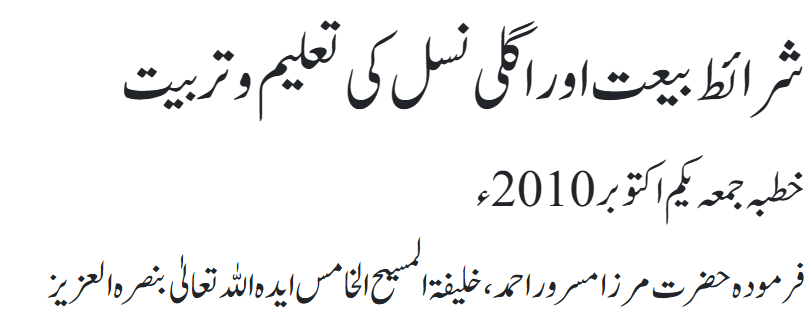 شرائط بیعت اور اگلی نسل کی تعلیم و تربیت
خطبہ جمعہ یکم اکتوبر 2010ء
فرمودہ حضرت مرزا مسرور احمد، خلیفۃ المسیح الخامس ایدہ اللہ تعالیٰ بنصرہ العزیز